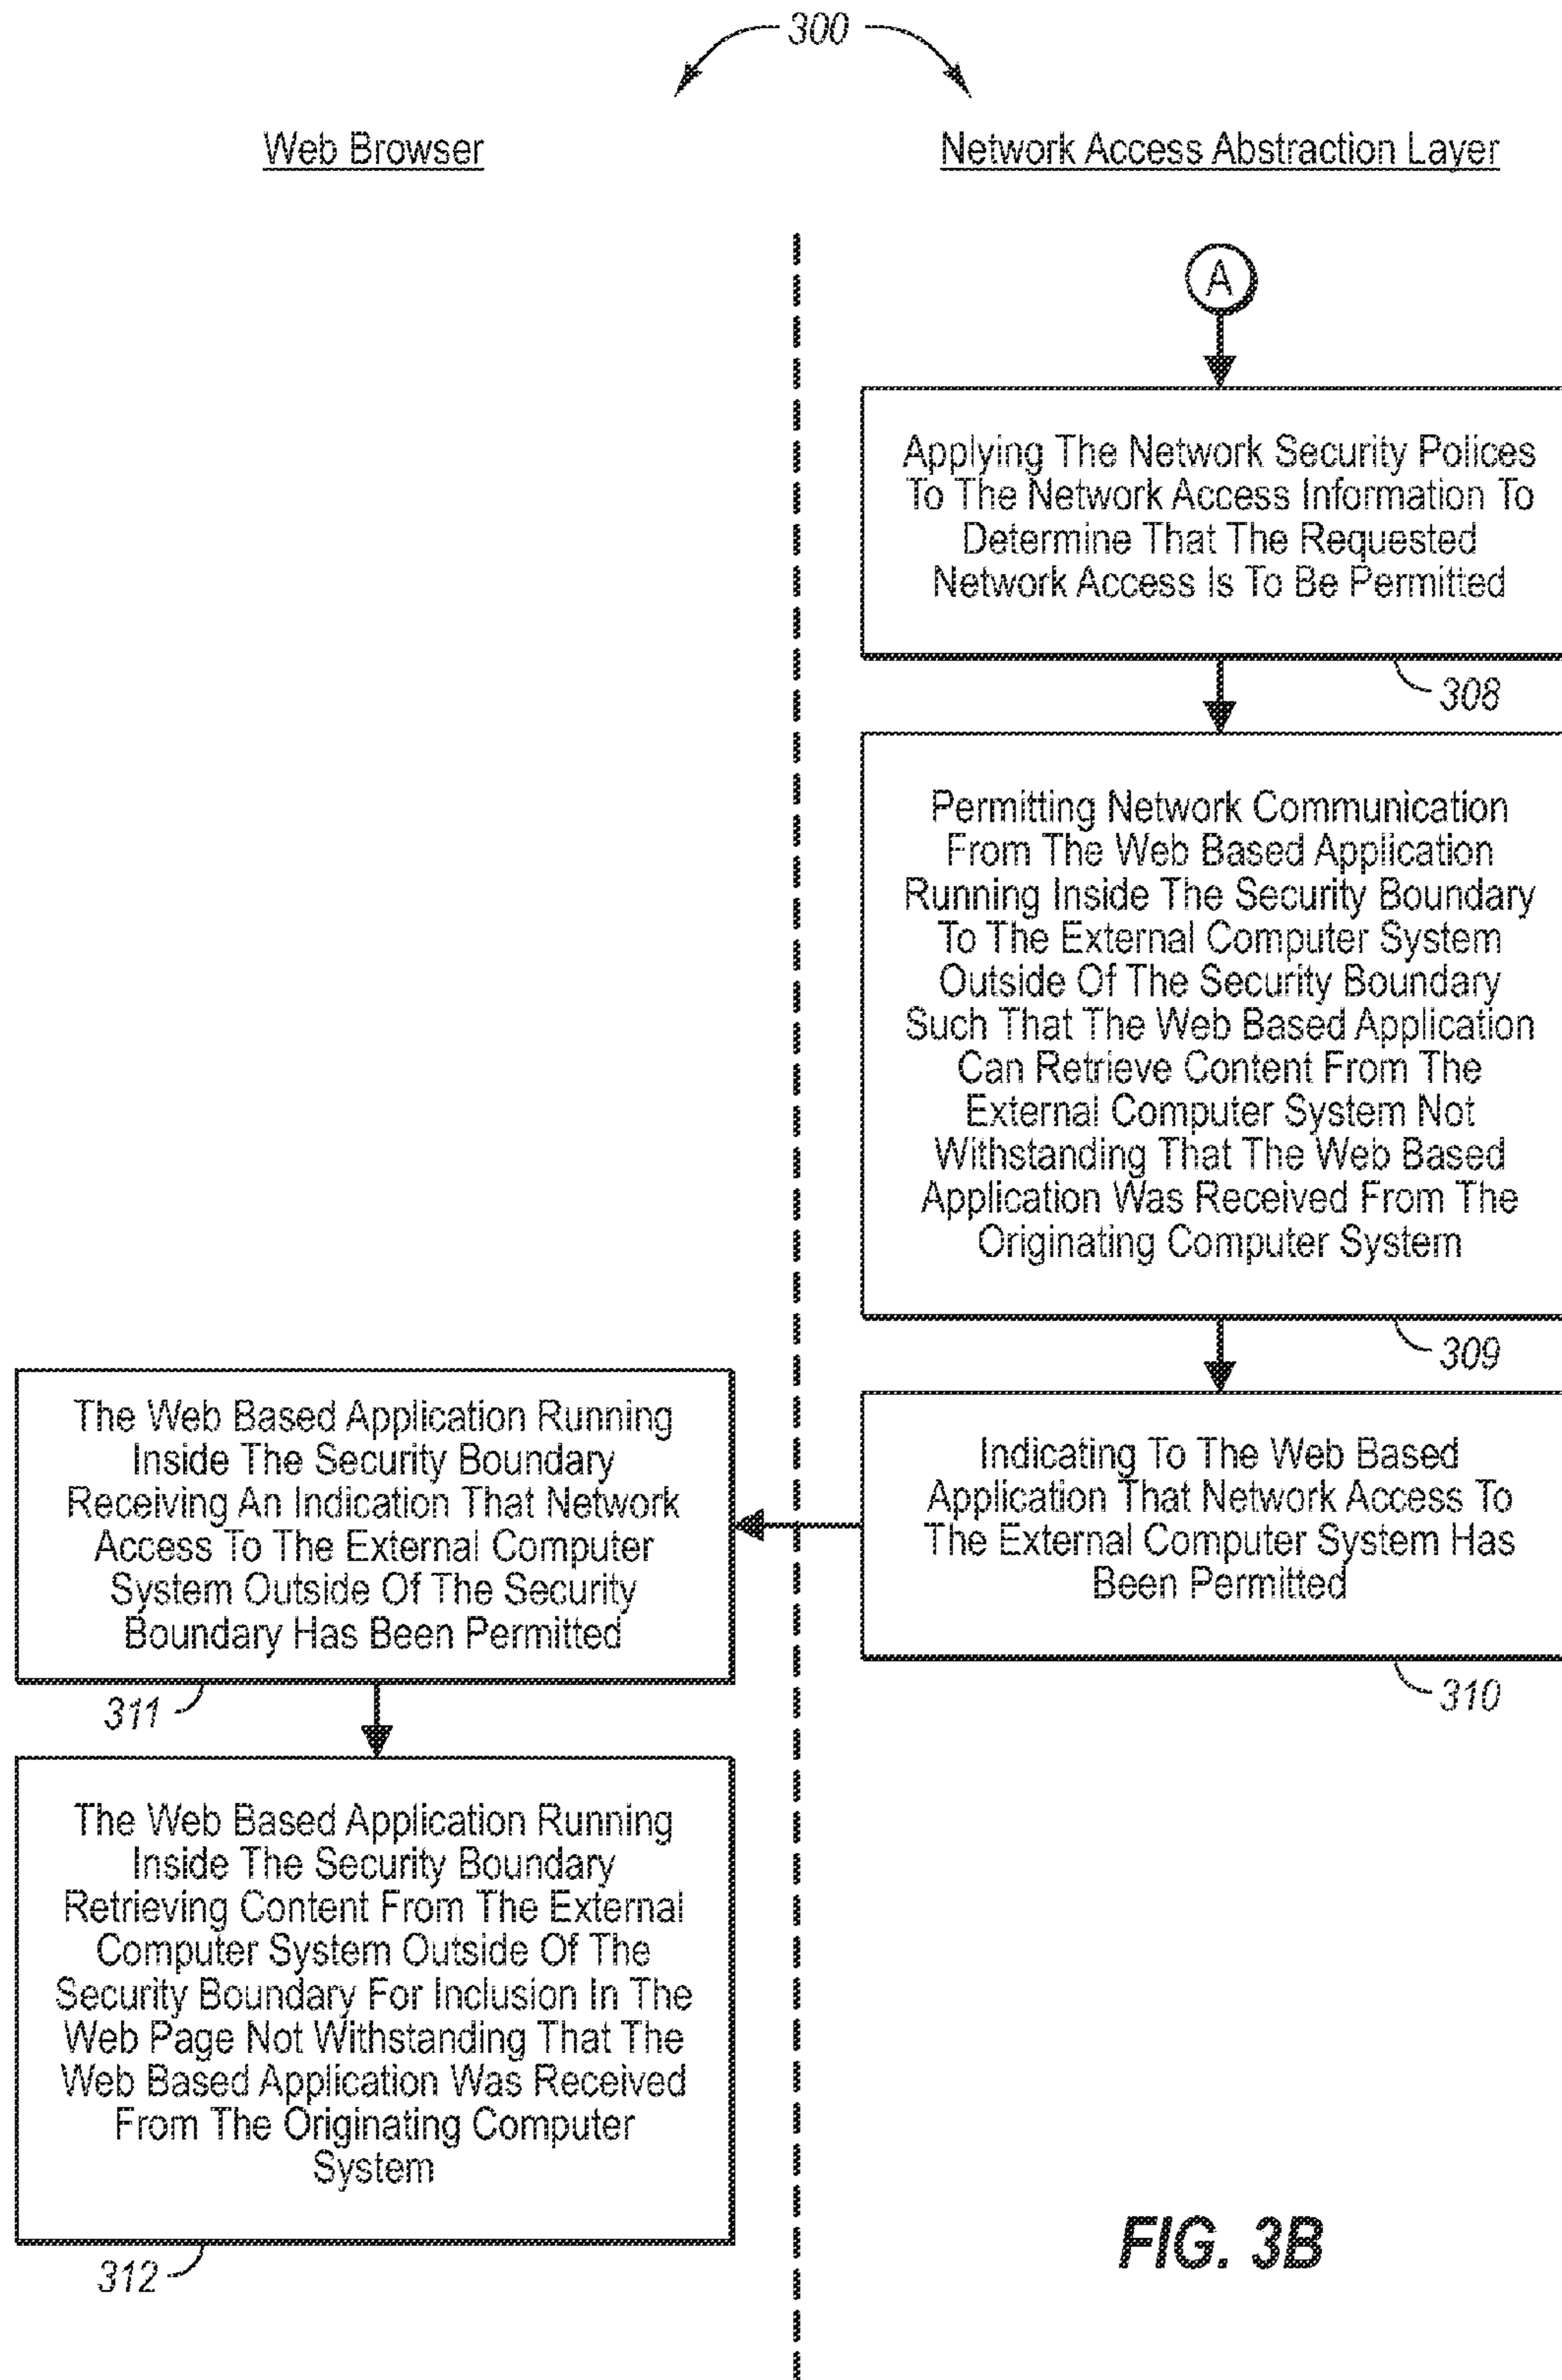 300
Web Browser
Network Access Abstraction Layer
A
Applying The Network Security Polices
To The Network Access Information To
Determine That The Requested
Network Access Is To Be Permitted
308
Permitting Network Communication
From The Web Based Application
Running Inside The Security Boundary
To The External Computer System
Outside Of The Security Boundary
Such That The Web Based Application
Can Retrieve Content From The
External Computer System Not
Withstanding That The Web Based
Application Was Received From The
Originating Computer System
309
Indicating To The Web Based
Application That Network Access To
The External Computer System Has
Been Permitted
310
The Web Based Application Running
Inside The Security Boundary
Receiving An Indication That Network
Access To The External Computer
System Outside Of The Security
Boundary Has Been Permitted
311
The Web Based Application Running
Inside The Security Boundary
Retrieving Content From The External
Computer System Outside Of The
Security Boundary For Inclusion In The
Web Page Not Withstanding That The
Web Based Application Was Received
From The Originating Computer
System
312
FIG. 3B